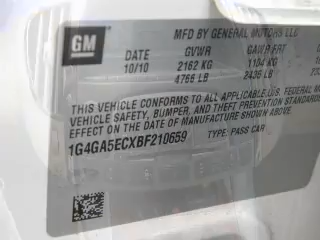 GM
MFD BY GENERAL MOTORS LLC
DATE GVWR GAWR FRT
10/10 2162 KG 1104 KG
4766 LB 2436 LB
THIS VEHICLE CONFORMS TO ALL APPLICABLE U.S. FEDERAL
VEHICLE SAFETY, BUMPER, AND THEFT PREVENTION STANDARDS
EFFECT ON THE DATE OF MANUFACTURE SHOWN ABOVE.
1G4GA5ECXBF210659 TYPE: PASS CAR